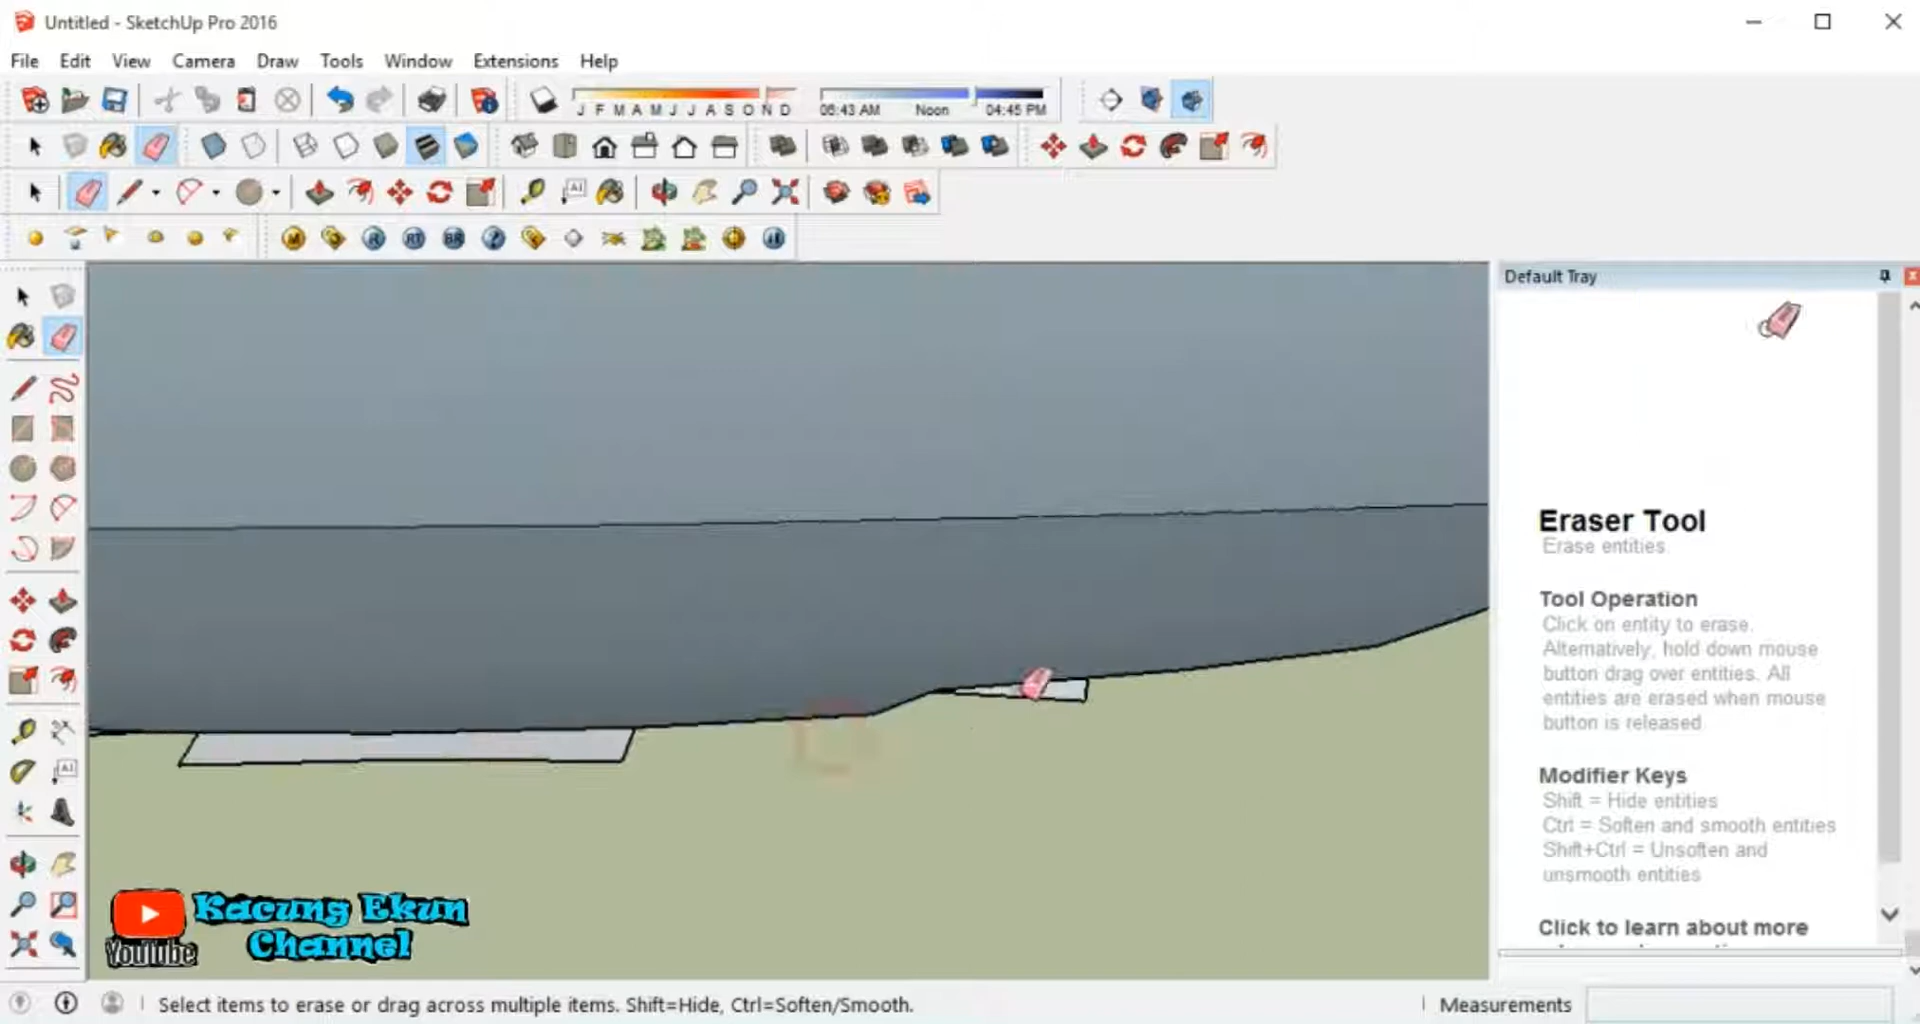 Untitled - SketchUp Pro 2016
File Edit View Camera Draw Tools Window Extensions Help
J F M A M J J A S O N D
06:43 AM Noon 04:45 PM
Default Tray
Eraser Tool
Erase entities
Tool Operation
Click on entity to erase.
Alternatively, hold down mouse
button drag over entities. All
entities are erased when mouse
button is released
Modifier Keys
Shift = Hide entities
Ctrl = Soften and smooth entities
Shift+Ctrl = Unsoften and
unsmooth entities
Click to learn about more
Kacung Ekun
Channel
YouTube
Select items to erase or drag across multiple items. Shift=Hide, Ctrl=Soften/Smooth.
Measurements